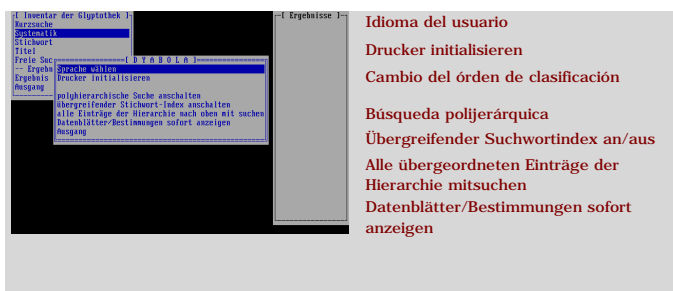 [ Inventar der Glyptothek ]
Kurzsuche
Systematik
Stichwort
Titel
Freie Suc
-- Ergebn
Ergebnis
Ausgang
[ D Y A B O L A ]
Sprache wählen
Drucker initialisieren
polyhierarchische Suche anschalten
übergreifender Stichwort-Index anschalten
alle Einträge der Hierarchie nach oben mit suchen
Datenblätter/Bestimmungen sofort anzeigen
Ausgang
[ Ergebnisse ]
Idioma del usuario
Drucker initialisieren
Cambio del órden de clasificación
Búsqueda polijerárquica
Übergreifender Suchwortindex an/aus
Alle übergeordneten Einträge der
Hierarchie mitsuchen
Datenblätter/Bestimmungen sofort
anzeigen